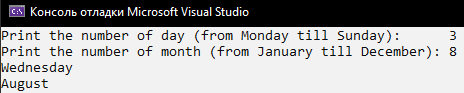 Консоль отладки Microsoft Visual Studio
Print the number of day (from Monday till Sunday):      3
Print the number of month (from January till December): 8
Wednesday
August